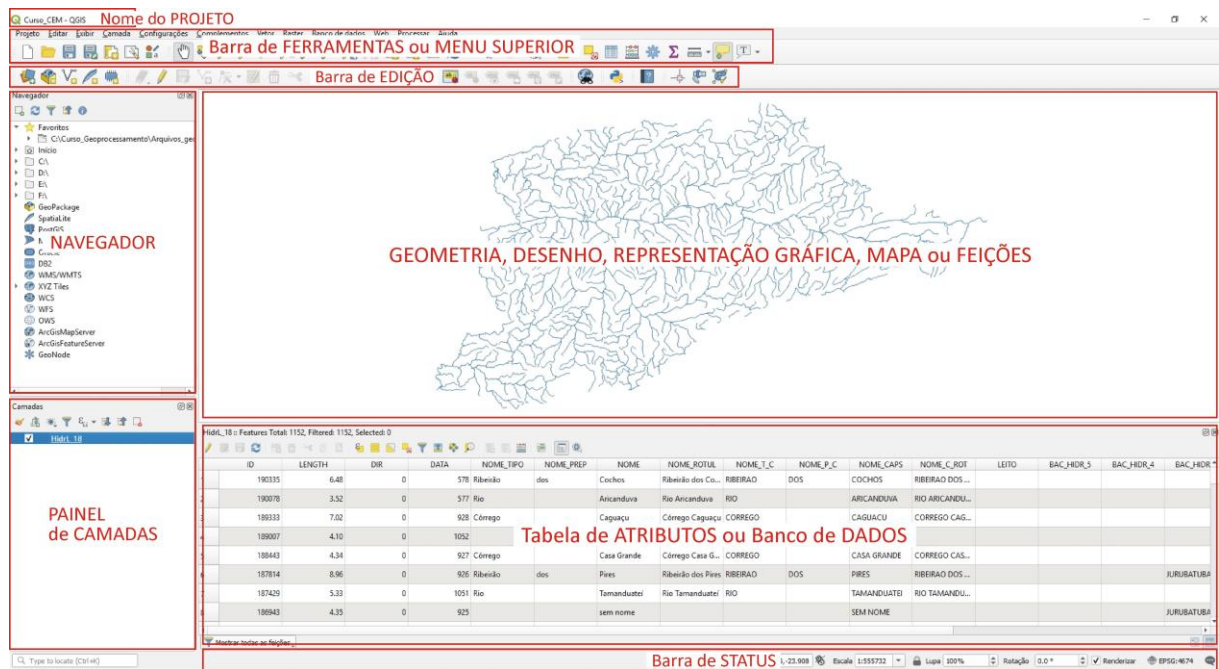 Curso_CEM - QGIS Nome do PROJETO
Projeto Editar Exibir Camada Configurações Complementos Vetor Raster Banco de dados Web Processar Ajuda
Barra de FERRAMENTAS ou MENU SUPERIOR
Barra de EDIÇÃO
Navegador
Favoritos
C:\Curso_Geoprocessamento\Arquivos_geo
Início
C:\
D:\
E:\
F:\
GeoPackage
SpatiaLite
PostGIS
NAVEGADOR
DB2
WMS/WMTS
XYZ Tiles
WCS
WFS
OWS
ArcGisMapServer
ArcGisFeatureServer
GeoNode
GEOMETRIA, DESENHO, REPRESENTAÇÃO GRÁFICA, MAPA ou FEIÇÕES
Camadas
HidrL_18
PAINEL
de CAMADAS
HidrL_18 :: Features Total: 1152, Filtered: 1152, Selected: 0
ID LENGTH DIR DATA NOME_TIPO NOME_PREP NOME NOME_ROTUL NOME_T_C NOME_P_C NOME_CAPS NOME_C_ROT LEITO BAC_HIDR_5 BAC_HIDR_4 BAC_HIDR
1 190335 6.48 0 578 Ribeirão dos Cochos Ribeirão dos Co... RIBEIRAO DOS COCHOS RIBEIRAO DOS ...
2 190078 3.52 0 577 Rio Aricanduva Rio Aricanduva RIO ARICANDUVA RIO ARICANDU...
3 189333 7.02 0 928 Córrego Caguaçu Córrego Caguaçu CORREGO CAGUACU CORREGO CAG...
4 189007 4.10 0 1052
Tabela de ATRIBUTOS ou Banco de DADOS
5 188443 4.34 0 927 Córrego Casa Grande Córrego Casa G... CORREGO CASA GRANDE CORREGO CAS...
6 187814 8.96 0 926 Ribeirão dos Pires Ribeirão dos Pires RIBEIRAO DOS PIRES RIBEIRAO DOS ... JURUBATUBA
7 187429 5.33 0 1051 Rio Tamanduateí Rio Tamanduateí RIO TAMANDUATEI RIO TAMANDU...
8 186943 4.35 0 925 sem nome SEM NOME JURUBATUBA
Mostrar todas as feições
Type to locate (Ctrl+K) Barra de STATUS ,-23.908 Escala 1:555732 Lupa 100% Rotação 0.0 ° Renderizar EPSG:4674